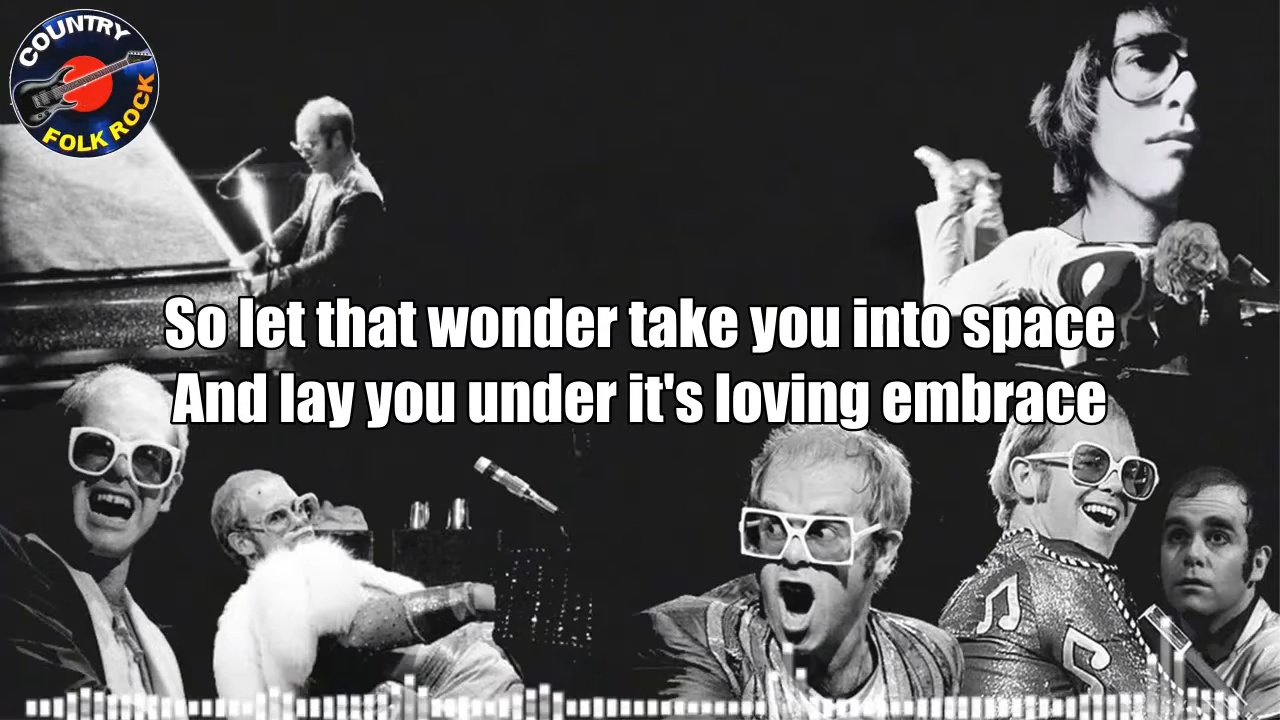 COUNTRY
FOLK ROCK
So let that wonder take you into space
And lay you under it's loving embrace